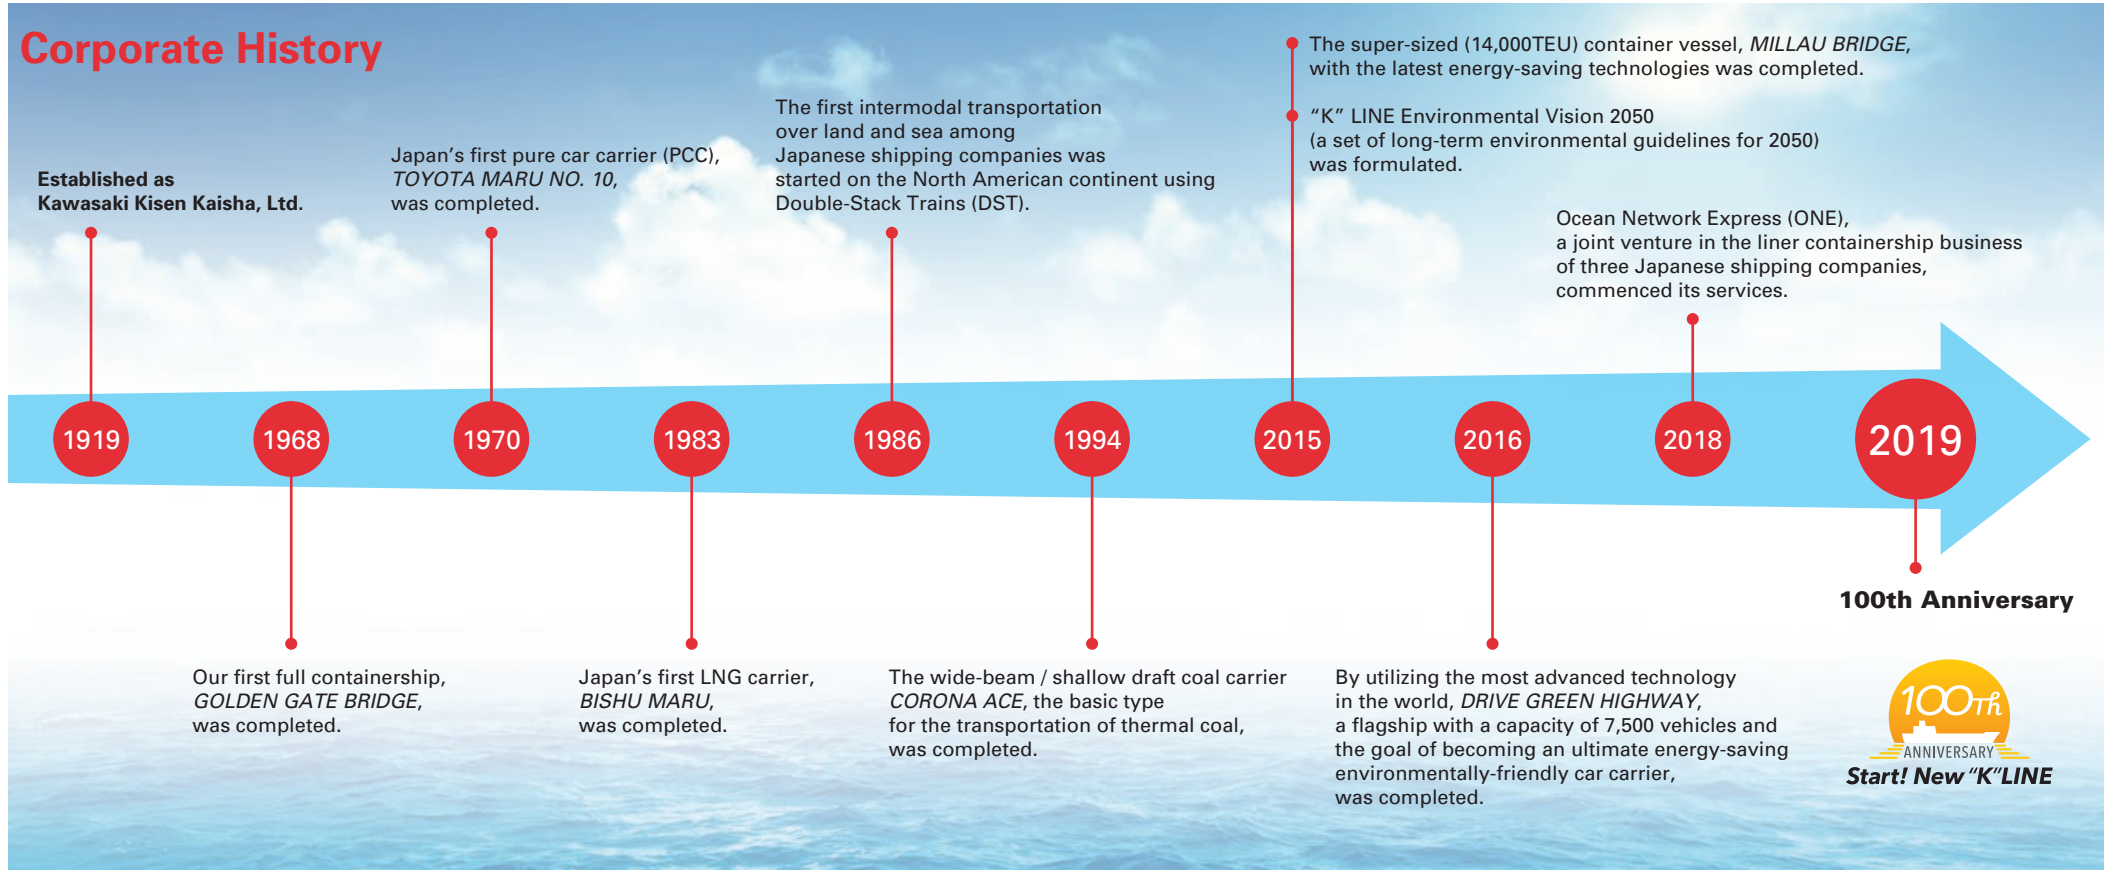 Corporate History
Established as
Kawasaki Kisen Kaisha, Ltd.
Japan's first pure car carrier (PCC),
TOYOTA MARU NO. 10,
was completed.
The first intermodal transportation
over land and sea among
Japanese shipping companies was
started on the North American continent using
Double-Stack Trains (DST).
The super-sized (14,000TEU) container vessel, MILLAU BRIDGE,
with the latest energy-saving technologies was completed.
“K” LINE Environmental Vision 2050
(a set of long-term environmental guidelines for 2050)
was formulated.
Ocean Network Express (ONE),
a joint venture in the liner containership business
of three Japanese shipping companies,
commenced its services.
1919
1968
1970
1983
1986
1994
2015
2016
2018
2019
Our first full containership,
GOLDEN GATE BRIDGE,
was completed.
Japan's first LNG carrier,
BISHU MARU,
was completed.
The wide-beam / shallow draft coal carrier
CORONA ACE, the basic type
for the transportation of thermal coal,
was completed.
By utilizing the most advanced technology
in the world, DRIVE GREEN HIGHWAY,
a flagship with a capacity of 7,500 vehicles and
the goal of becoming an ultimate energy-saving
environmentally-friendly car carrier,
was completed.
100th Anniversary
100Th
ANNIVERSARY
Start! New “K”LINE